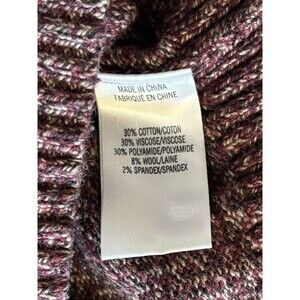 MADE IN CHINA
FABRIQUÉ EN CHINE
30% COTTON/COTON
30% VISCOSE/VISCOSE
30% POLYAMIDE/POLYAMIDE
8% WOOL/LAINE
2% SPANDEX/SPANDEX